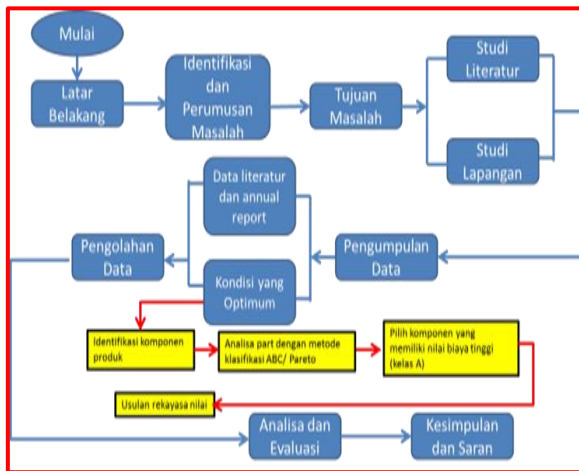 Mulai
Latar
Belakang
Identifikasi
dan
Perumusan
Masalah
Tujuan
Masalah
Studi
Literatur
Studi
Lapangan
Data literatur
dan annual
report
Kondisi yang
Optimum
Pengolahan
Data
Pengumpulan
Data
Identifikasi komponen
produk
Analisa part dengan metode
klasifikasi ABC/ Pareto
Pilih komponen yang
memiliki nilai biaya tinggi
(kelas A)
Usulan rekayasa nilai
Analisa dan
Evaluasi
Kesimpulan
dan Saran